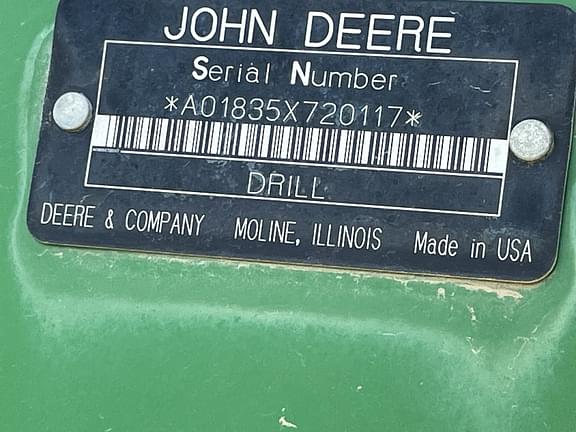 JOHN DEERE
Serial Number
*A01835X720117*
DRILL
DEERE & COMPANY MOLINE, ILLINOIS Made in USA